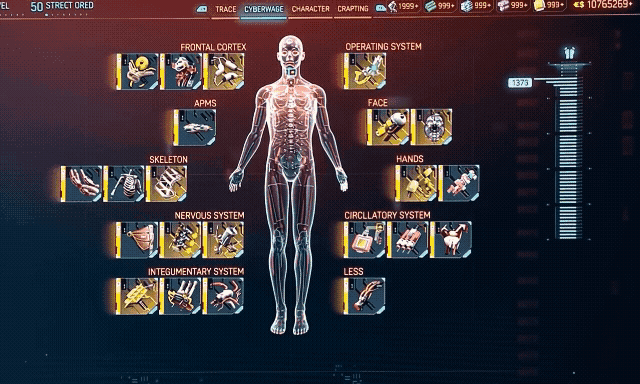 VEL 50 STRECT ORED
TRACE CYBERWAGE CHARACTER CRAPTING 1999+ 999+ 999+ 999+ 999+ €$ 10765269+
FRONTAL CORTEX
OPERATING SYSTEM
1375
APMS
FACE
SKELETON
HANDS
NERVOUS SYSTEM
CIRCLLATORY SYSTEM
INTEGUMENTARY SYSTEM
LESS